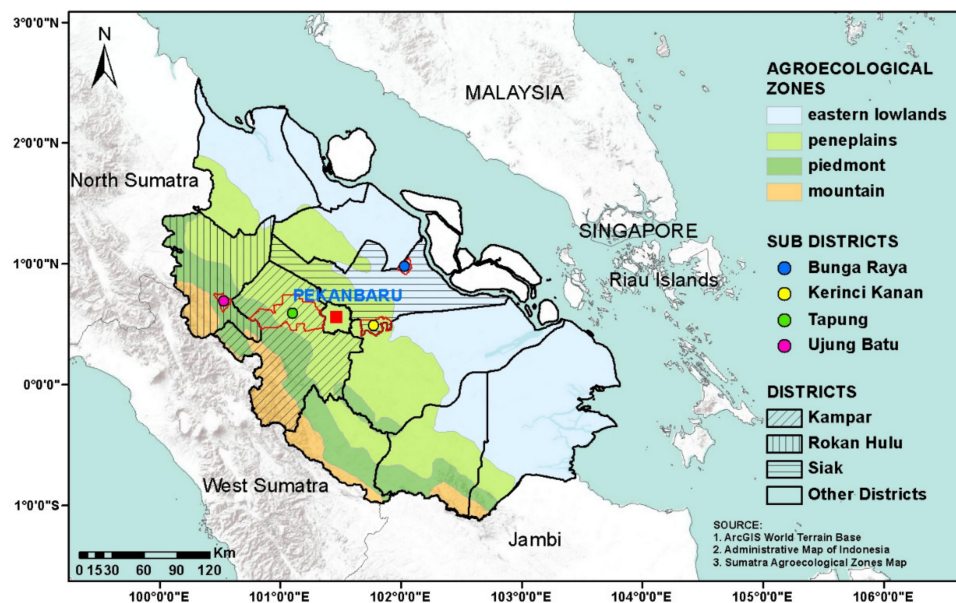 3°0'0"N
2°0'0"N
1°0'0"N
0°0'0"
1°0'0"S
N
MALAYSIA
North Sumatra
SINGAPORE
Riau Islands
PEKANBARU
West Sumatra
Jambi
Km
0 15 30 60 90 120
AGROECOLOGICAL
ZONES
eastern lowlands
peneplains
piedmont
mountain
SUB DISTRICTS
Bunga Raya
Kerinci Kanan
Tapung
Ujung Batu
DISTRICTS
Kampar
Rokan Hulu
Siak
Other Districts
SOURCE:
1. ArcGIS World Terrain Base
2. Administrative Map of Indonesia
3. Sumatra Agroecological Zones Map
100°0'0"E 101°0'0"E 102°0'0"E 103°0'0"E 104°0'0"E 105°0'0"E 106°0'0"E